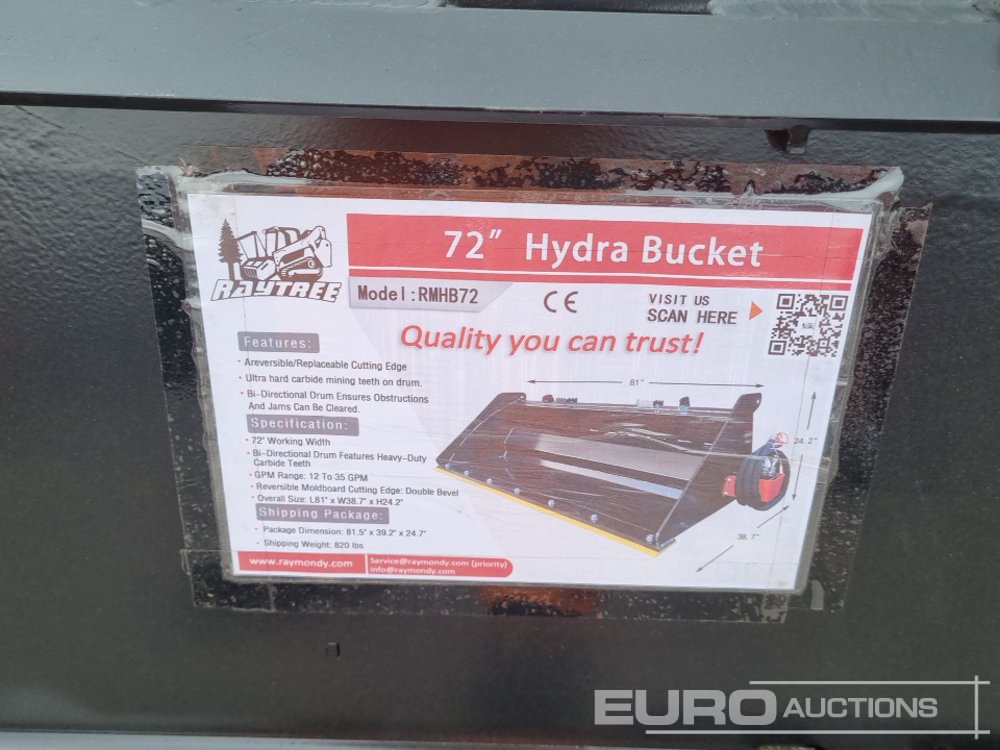 72" Hydra Bucket
RAYTREE
Model:RMHB72
CE
VISIT US
SCAN HERE
Quality you can trust!
Features:
• Areversible/Replaceable Cutting Edge
• Ultra hard carbide mining teeth on drum.
• Bi-Directional Drum Ensures Obstructions
And Jams Can Be Cleared.
Specification:
• 72" Working Width
• Bi-Directional Drum Features Heavy-Duty
Carbide Teeth
• GPM Range: 12 To 35 GPM
• Reversible Moldboard Cutting Edge: Double Bevel
• Overall Size: L81" x W38.7" x H24.2"
Shipping Package:
• Package Dimension: 81.5" x 39.2" x 24.7"
• Shipping Weight: 820 lbs
81"
24.2"
38.7"
www.raymondy.com
Service@raymondy.com (priority)
info@raymondy.com
EURO AUCTIONS